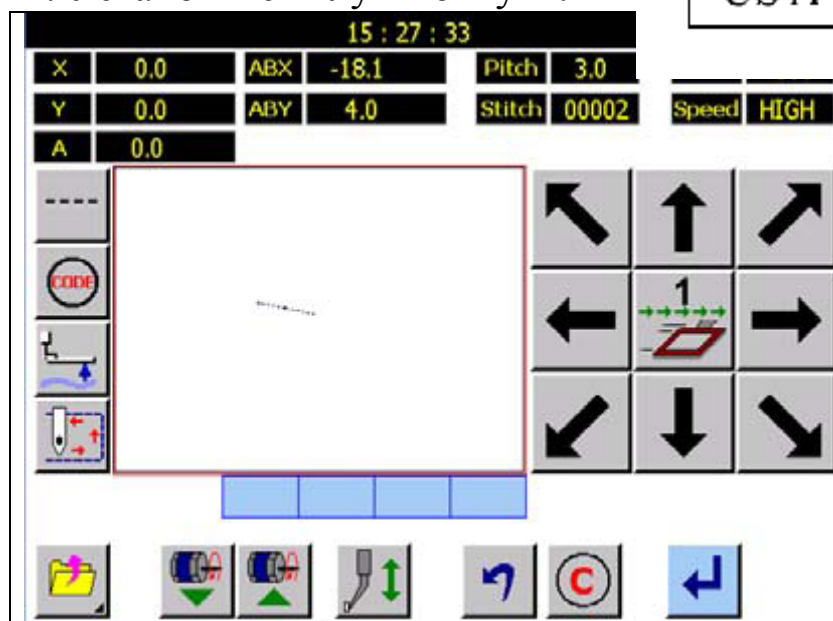 15 : 27 : 33
X 0.0 ABX -18.1 Pitch 3.0
Y 0.0 ABY 4.0 Stitch 00002 Speed HIGH
A 0.0
CODE
1
C